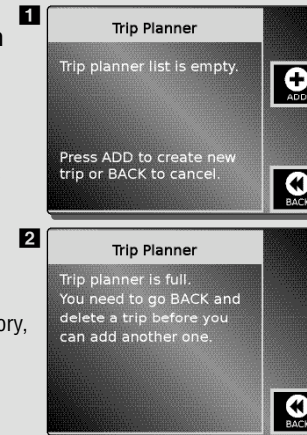 1
Trip Planner
Trip planner list is empty.
ADD
Press ADD to create new
trip or BACK to cancel.
BACK
2
Trip Planner
Trip planner is full.
You need to go BACK and
delete a trip before you
can add another one.
BACK